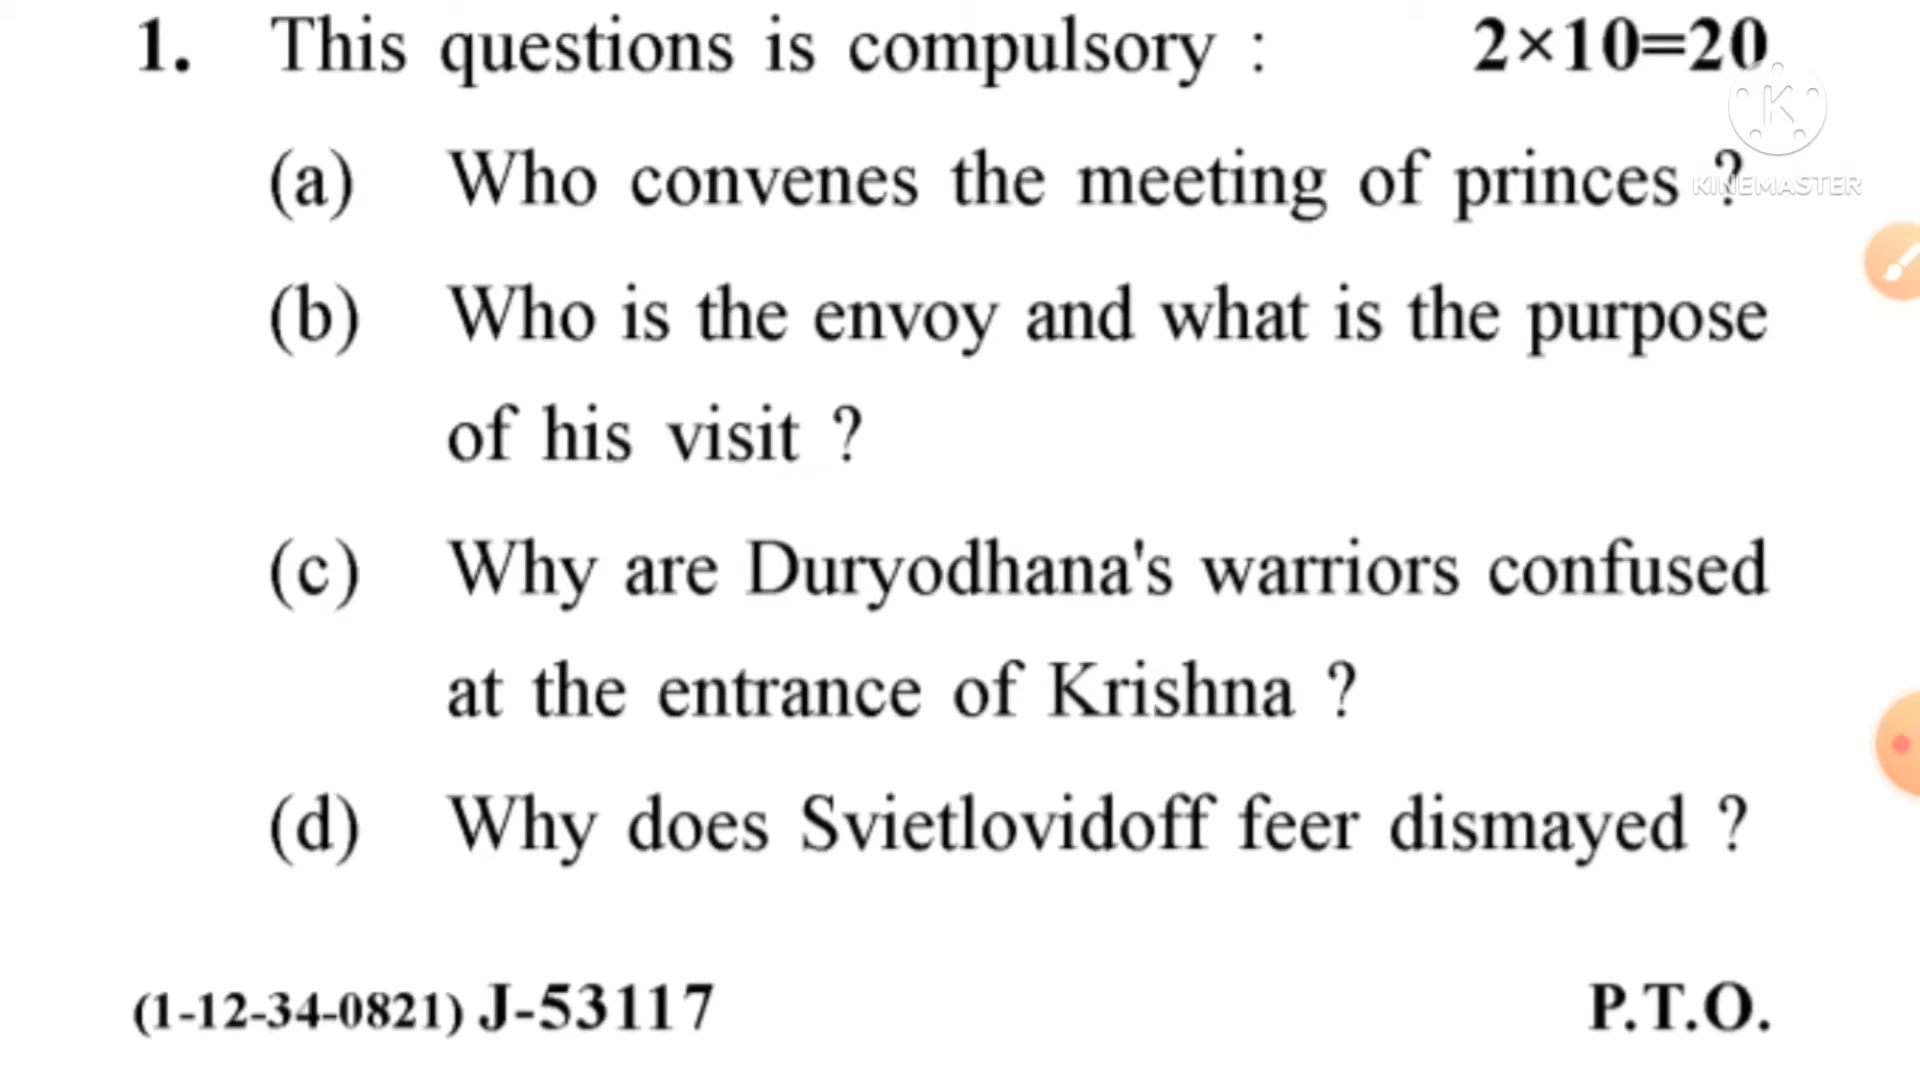 1. This questions is compulsory : 2×10=20
(a) Who convenes the meeting of princes ?
KINEMASTER
(b) Who is the envoy and what is the purpose
of his visit ?
(c) Why are Duryodhana's warriors confused
at the entrance of Krishna ?
(d) Why does Svietlovidoff feer dismayed ?
(1-12-34-0821) J-53117 P.T.O.